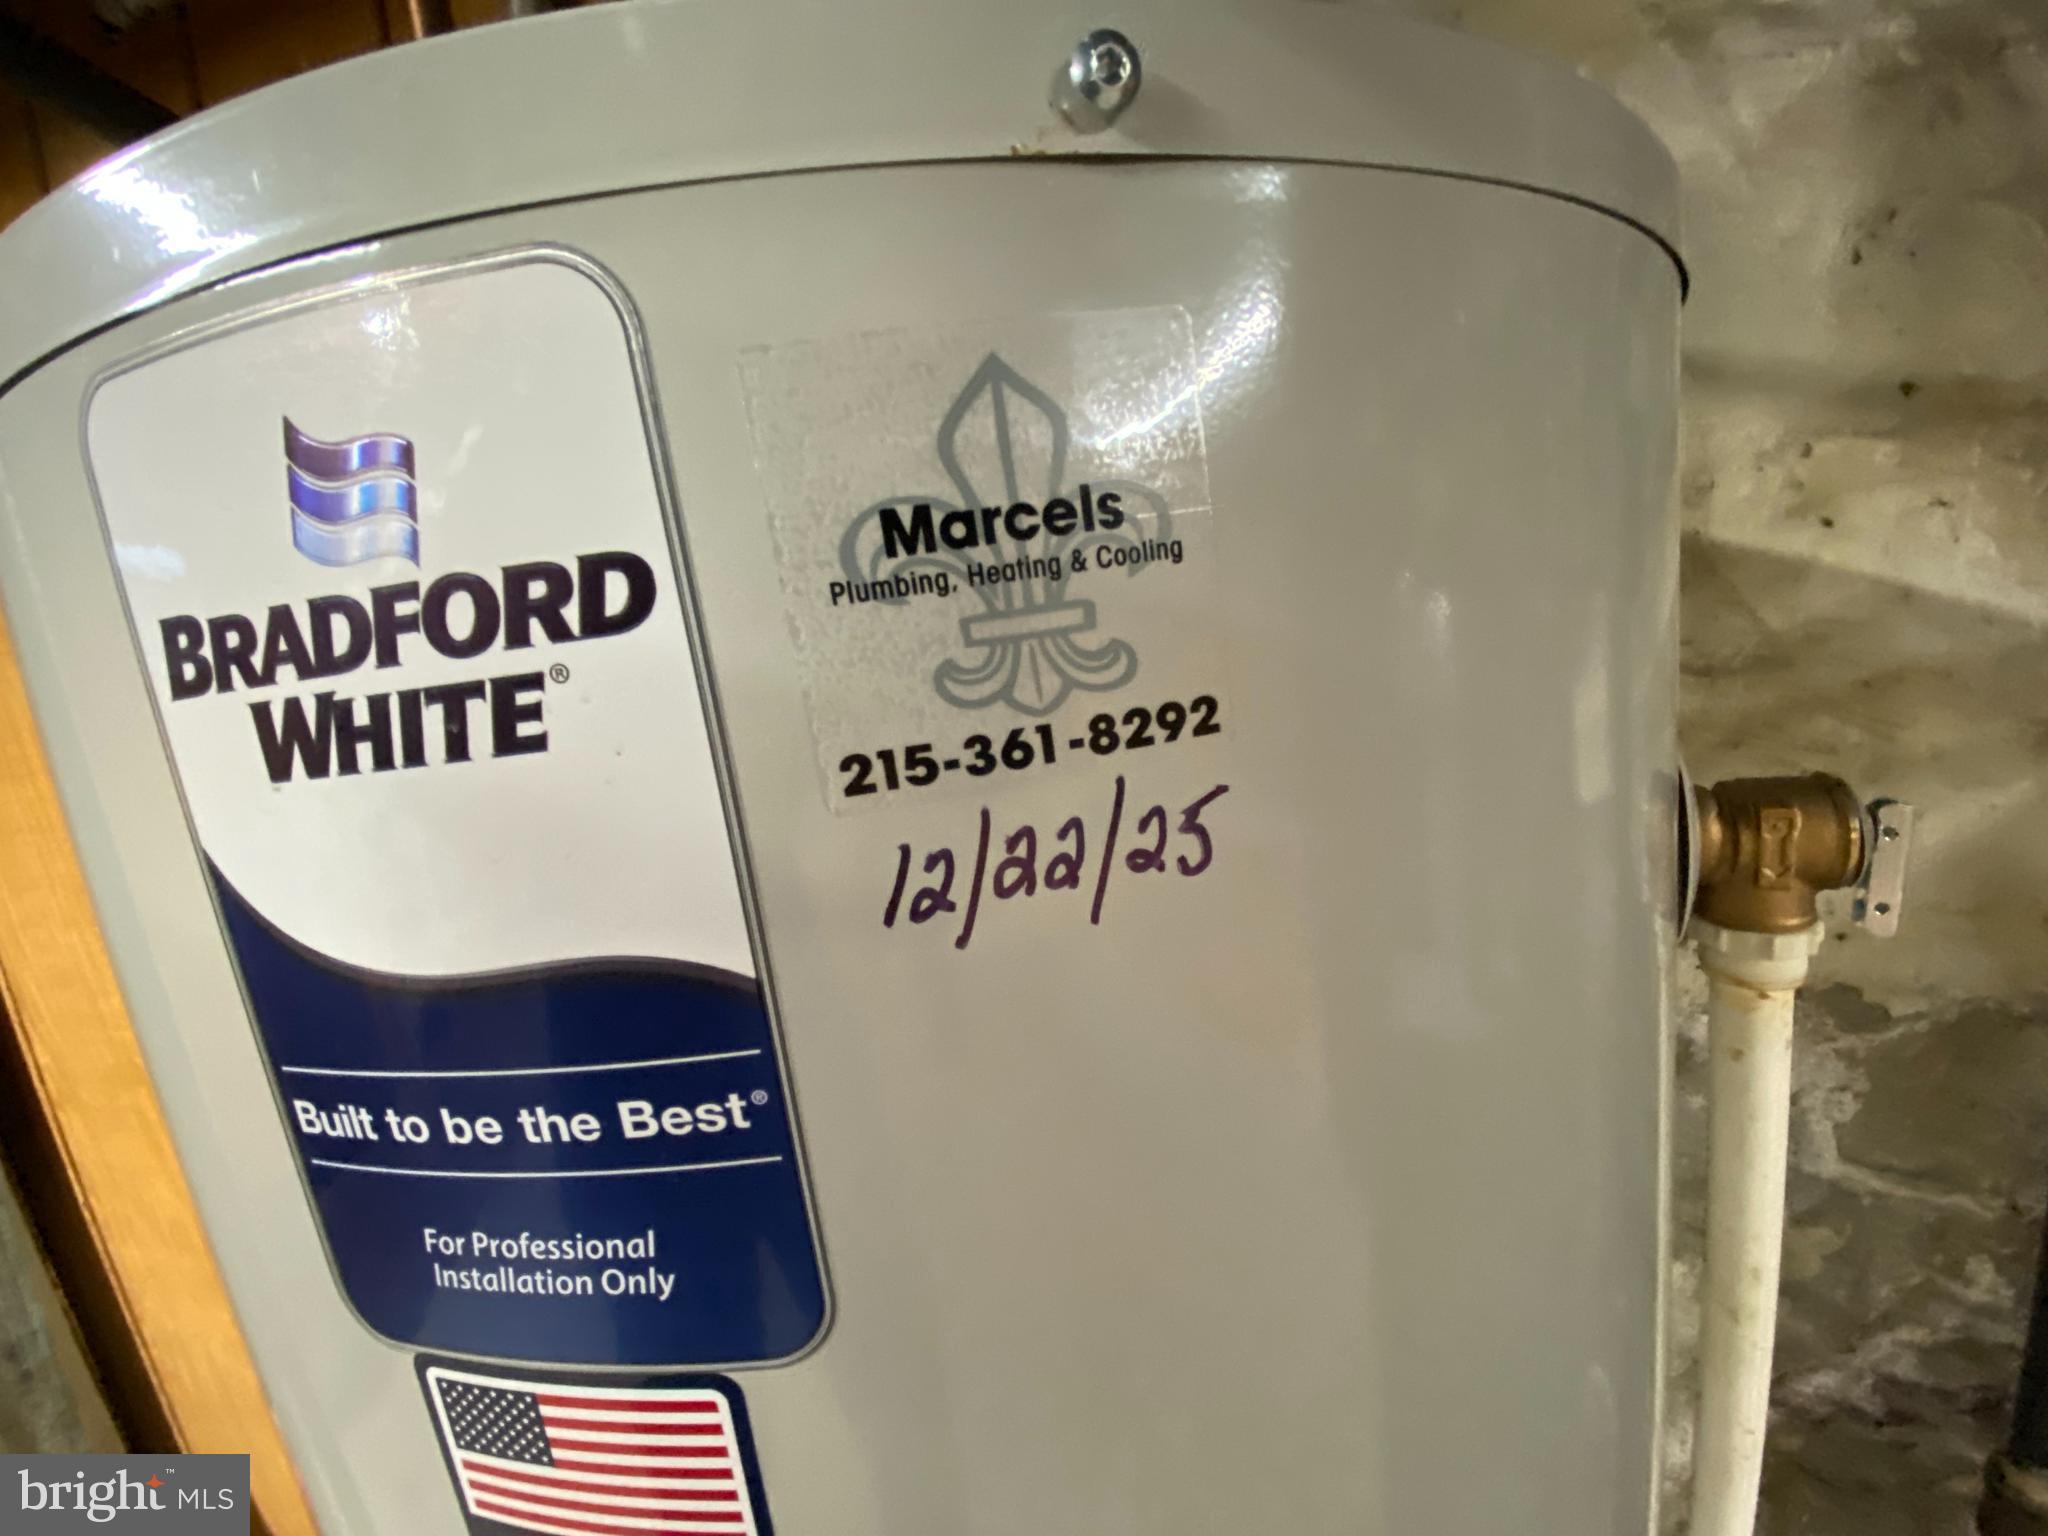 BRADFORD
WHITE®
Built to be the Best®
For Professional
Installation Only
Marcels
Plumbing, Heating & Cooling
215-361-8292
12/22/25
bright™ MLS